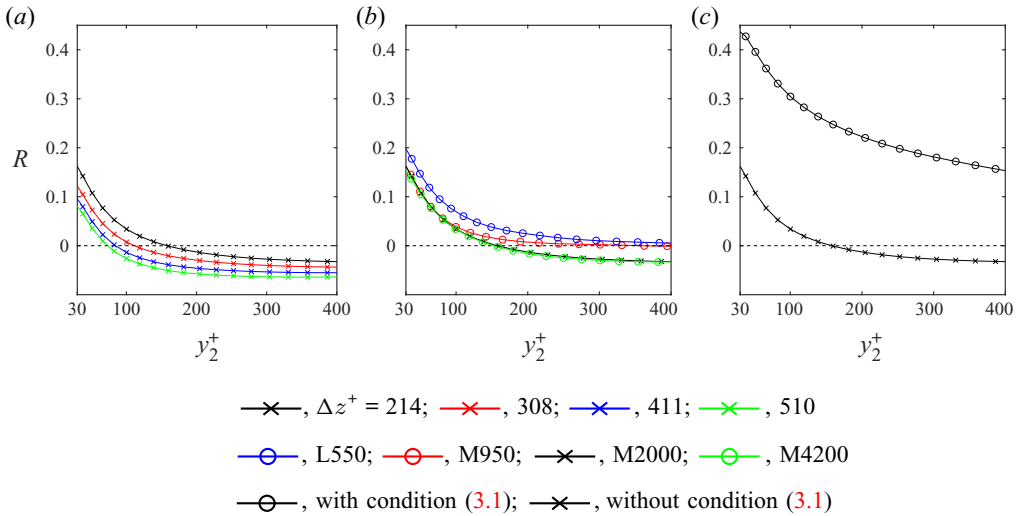 (a) (b) (c)
0.4 0.4 0.4
0.3 0.3 0.3
R 0.2 0.2 0.2
0.1 0.1 0.1
0 0 0
30 100 200 300 400 30 100 200 300 400 30 100 200 300 400
y₂⁺ y₂⁺ y₂⁺
, Δz⁺ = 214; , 308; , 411; , 510
, L550; , M950; , M2000; , M4200
, with condition (3.1); , without condition (3.1)